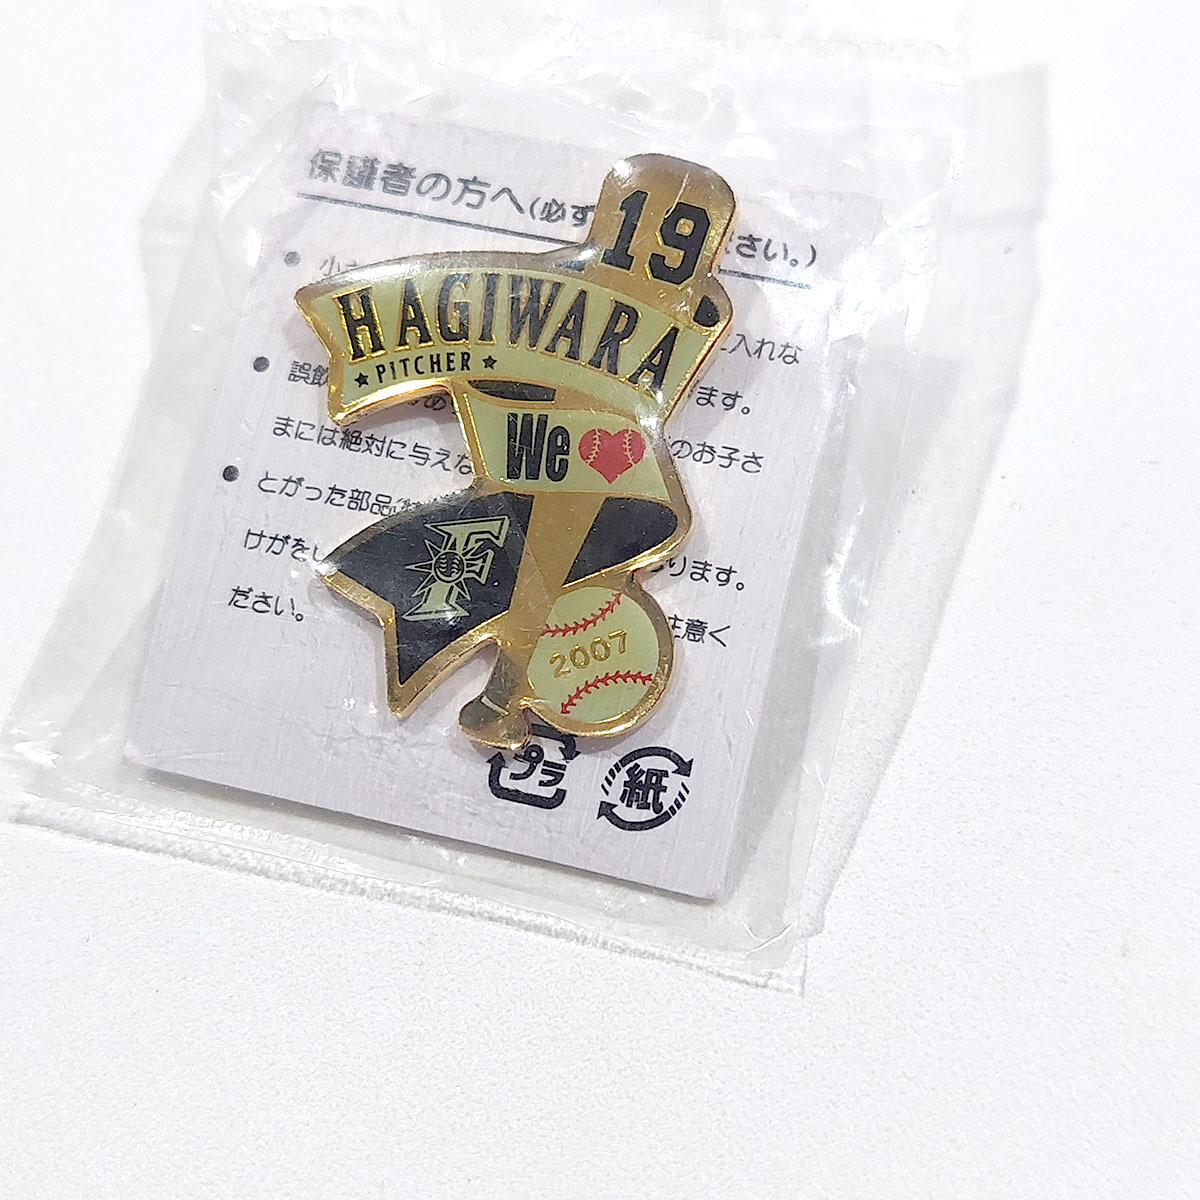 保護者の方へ(必ず
さい。)
19
HAGIWARA
★PITCHER★
We
F
2007
入れな
ます。
まには絶対に与えな
のお子さ
とがった部品
けがをし
ります。
注意く
ださい。
プラ
紙